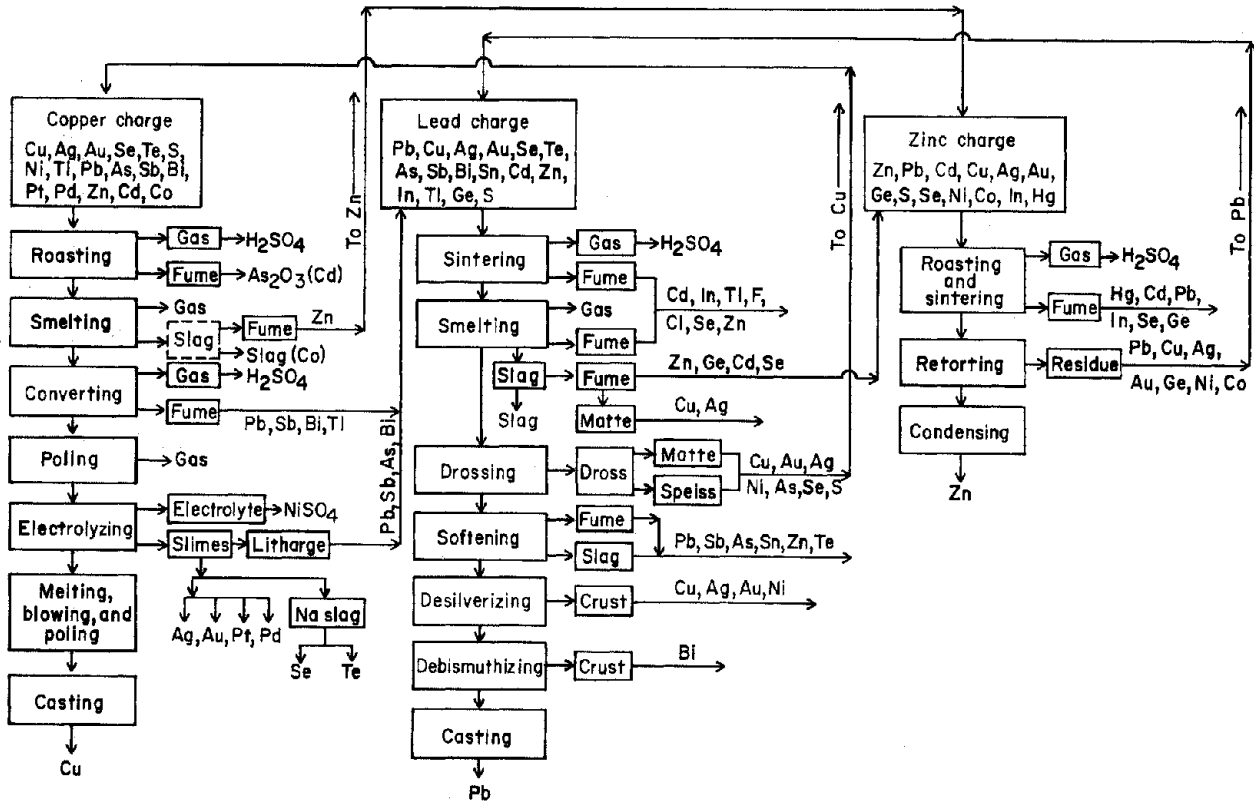 Copper charge
Cu, Ag, Au, Se, Te, S,
Ni, Tl, Pb, As, Sb, Bi,
Pt, Pd, Zn, Cd, Co
Roasting
Gas
H2SO4
Fume
As2O3(Cd)
Smelting
Gas
Slag
Fume
Zn
Slag(Co)
Converting
Gas
H2SO4
Fume
Pb, Sb, Bi, Tl
Poling
Gas
Electrolyzing
Electrolyte
NiSO4
Slimes
Litharge
Ag, Au, Pt, Pd
Na slag
Se
Te
Melting,
blowing, and
poling
Casting
Cu
To Zn
Pb, Sb, As, Bi
Lead charge
Pb, Cu, Ag, Au, Se, Te,
As, Sb, Bi, Sn, Cd, Zn,
In, Tl, Ge, S
Sintering
Gas
H2SO4
Fume
Cd, In, Tl, F,
Cl, Se, Zn
Smelting
Gas
Fume
Slag
Fume
Zn, Ge, Cd, Se
Slag
Matte
Cu, Ag
Drossing
Dross
Matte
Speiss
Cu, Au, Ag
Ni, As, Se, S
Softening
Fume
Slag
Pb, Sb, As, Sn, Zn, Te
Desilverizing
Crust
Cu, Ag, Au, Ni
Debismuthizing
Crust
Bi
Casting
Pb
To Cu
Zinc charge
Zn, Pb, Cd, Cu, Ag, Au,
Ge, S, Se, Ni, Co, In, Hg
Roasting
and
sintering
Gas
H2SO4
Fume
Hg, Cd, Pb,
In, Se, Ge
Retorting
Residue
Pb, Cu, Ag,
Au, Ge, Ni, Co
Condensing
Zn
To Pb